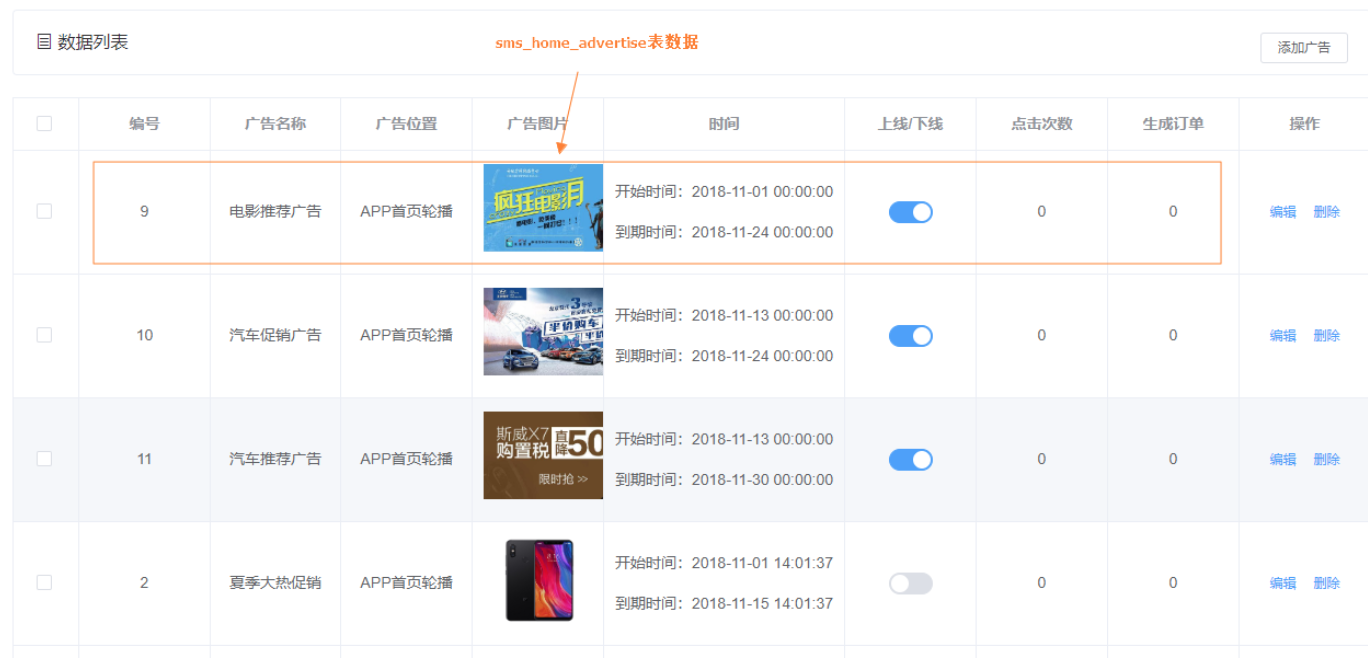 数据列表
sms_home_advertise表数据
添加广告
编号 广告名称 广告位置 广告图片 时间 上线/下线 点击次数 生成订单 操作
疯狂电影月
9 电影推荐广告 APP首页轮播 开始时间：2018-11-01 00:00:00 0 0 编辑 删除
到期时间：2018-11-24 00:00:00
3
半价购车
10 汽车促销广告 APP首页轮播 开始时间：2018-11-13 00:00:00 0 0 编辑 删除
到期时间：2018-11-24 00:00:00
斯威X7 直降50
购置税
限时抢 >>
11 汽车推荐广告 APP首页轮播 开始时间：2018-11-13 00:00:00 0 0 编辑 删除
到期时间：2018-11-30 00:00:00
2 夏季大热促销 APP首页轮播 开始时间：2018-11-01 14:01:37 0 0 编辑 删除
到期时间：2018-11-15 14:01:37